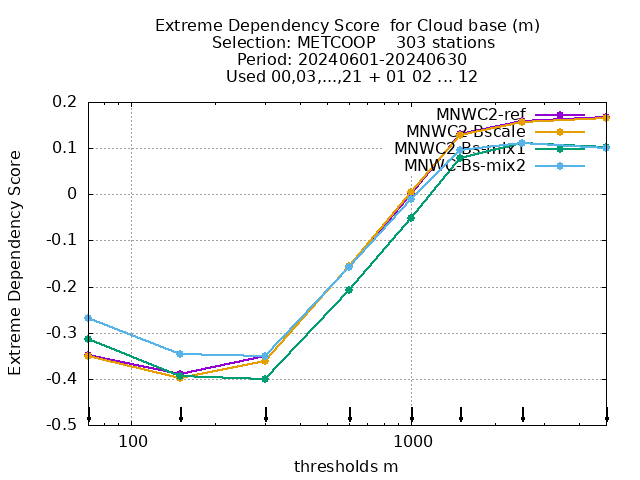 Extreme Dependency Score  for Cloud base (m)
Selection: METCOOP    303 stations
Period: 20240601-20240630
Used 00,03,...,21 + 01 02 ... 12
MNWC2-ref
MNWC2-Bscale
MNWC2-Bs-mix1
MNWC-Bs-mix2
0.2
0.1
0
-0.1
-0.2
-0.3
-0.4
-0.5
Extreme Dependency Score
100
1000
thresholds m